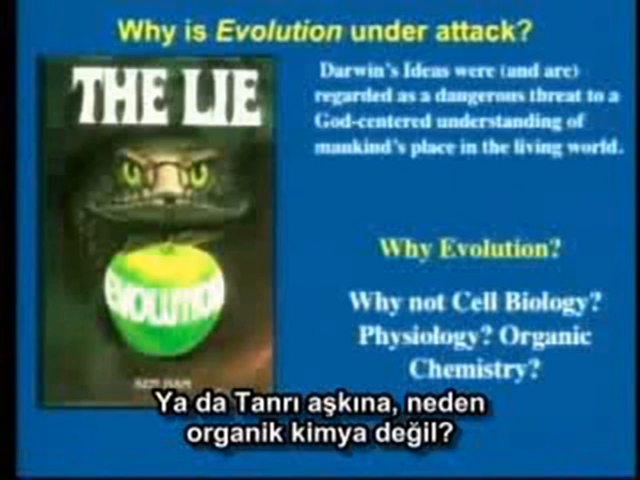 Why is Evolution under attack?
THE LIE
EVOLUTION
KEN HAM
Darwin's Ideas were (and are)
regarded as a dangerous threat to a
God-centered understanding of
mankind's place in the living world.
Why Evolution?
Why not Cell Biology?
Physiology? Organic
Chemistry?
Ya da Tanrı aşkına, neden
organik kimya değil?